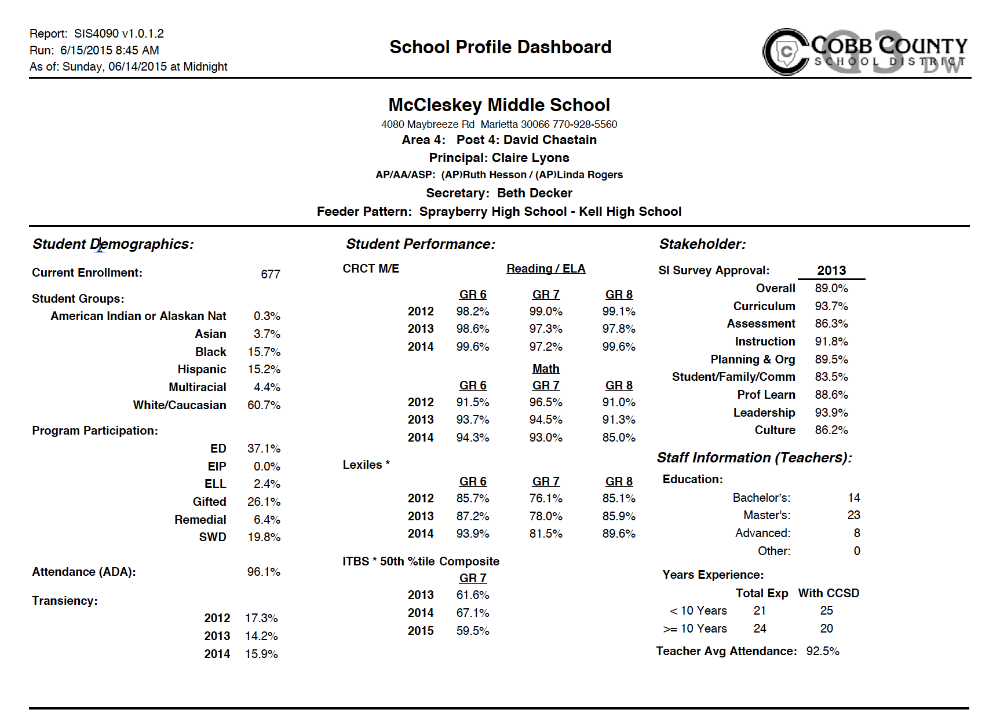 Report: SIS4090 v1.0.1.2
Run: 6/15/2015 8:45 AM
As of: Sunday, 06/14/2015 at Midnight
School Profile Dashboard
COBB COUNTY
SCHOOL DISTRICT
G3
DW
C
McCleskey Middle School
4080 Maybreeze Rd Marietta 30066 770-928-5560
Area 4: Post 4: David Chastain
Principal: Claire Lyons
AP/AA/ASP: (AP)Ruth Hesson / (AP)Linda Rogers
Secretary: Beth Decker
Feeder Pattern: Sprayberry High School - Kell High School
Student Demographics:
Current Enrollment: 677
Student Groups:
American Indian or Alaskan Nat 0.3%
Asian 3.7%
Black 15.7%
Hispanic 15.2%
Multiracial 4.4%
White/Caucasian 60.7%
Program Participation:
ED 37.1%
EIP 0.0%
ELL 2.4%
Gifted 26.1%
Remedial 6.4%
SWD 19.8%
Attendance (ADA): 96.1%
Transiency:
2012 17.3%
2013 14.2%
2014 15.9%
Student Performance:
CRCT M/E Reading / ELA
GR 6 GR 7 GR 8
2012 98.2% 99.0% 99.1%
2013 98.6% 97.3% 97.8%
2014 99.6% 97.2% 99.6%
Math
GR 6 GR 7 GR 8
2012 91.5% 96.5% 91.0%
2013 93.7% 94.5% 91.3%
2014 94.3% 93.0% 85.0%
Lexiles *
GR 6 GR 7 GR 8
2012 85.7% 76.1% 85.1%
2013 87.2% 78.0% 85.9%
2014 93.9% 81.5% 89.6%
ITBS * 50th %tile Composite
GR 7
2013 61.6%
2014 67.1%
2015 59.5%
Stakeholder:
SI Survey Approval: 2013
Overall 89.0%
Curriculum 93.7%
Assessment 86.3%
Instruction 91.8%
Planning & Org 89.5%
Student/Family/Comm 83.5%
Prof Learn 88.6%
Leadership 93.9%
Culture 86.2%
Staff Information (Teachers):
Education:
Bachelor’s: 14
Master's: 23
Advanced: 8
Other: 0
Years Experience:
Total Exp With CCSD
< 10 Years 21 25
>= 10 Years 24 20
Teacher Avg Attendance: 92.5%